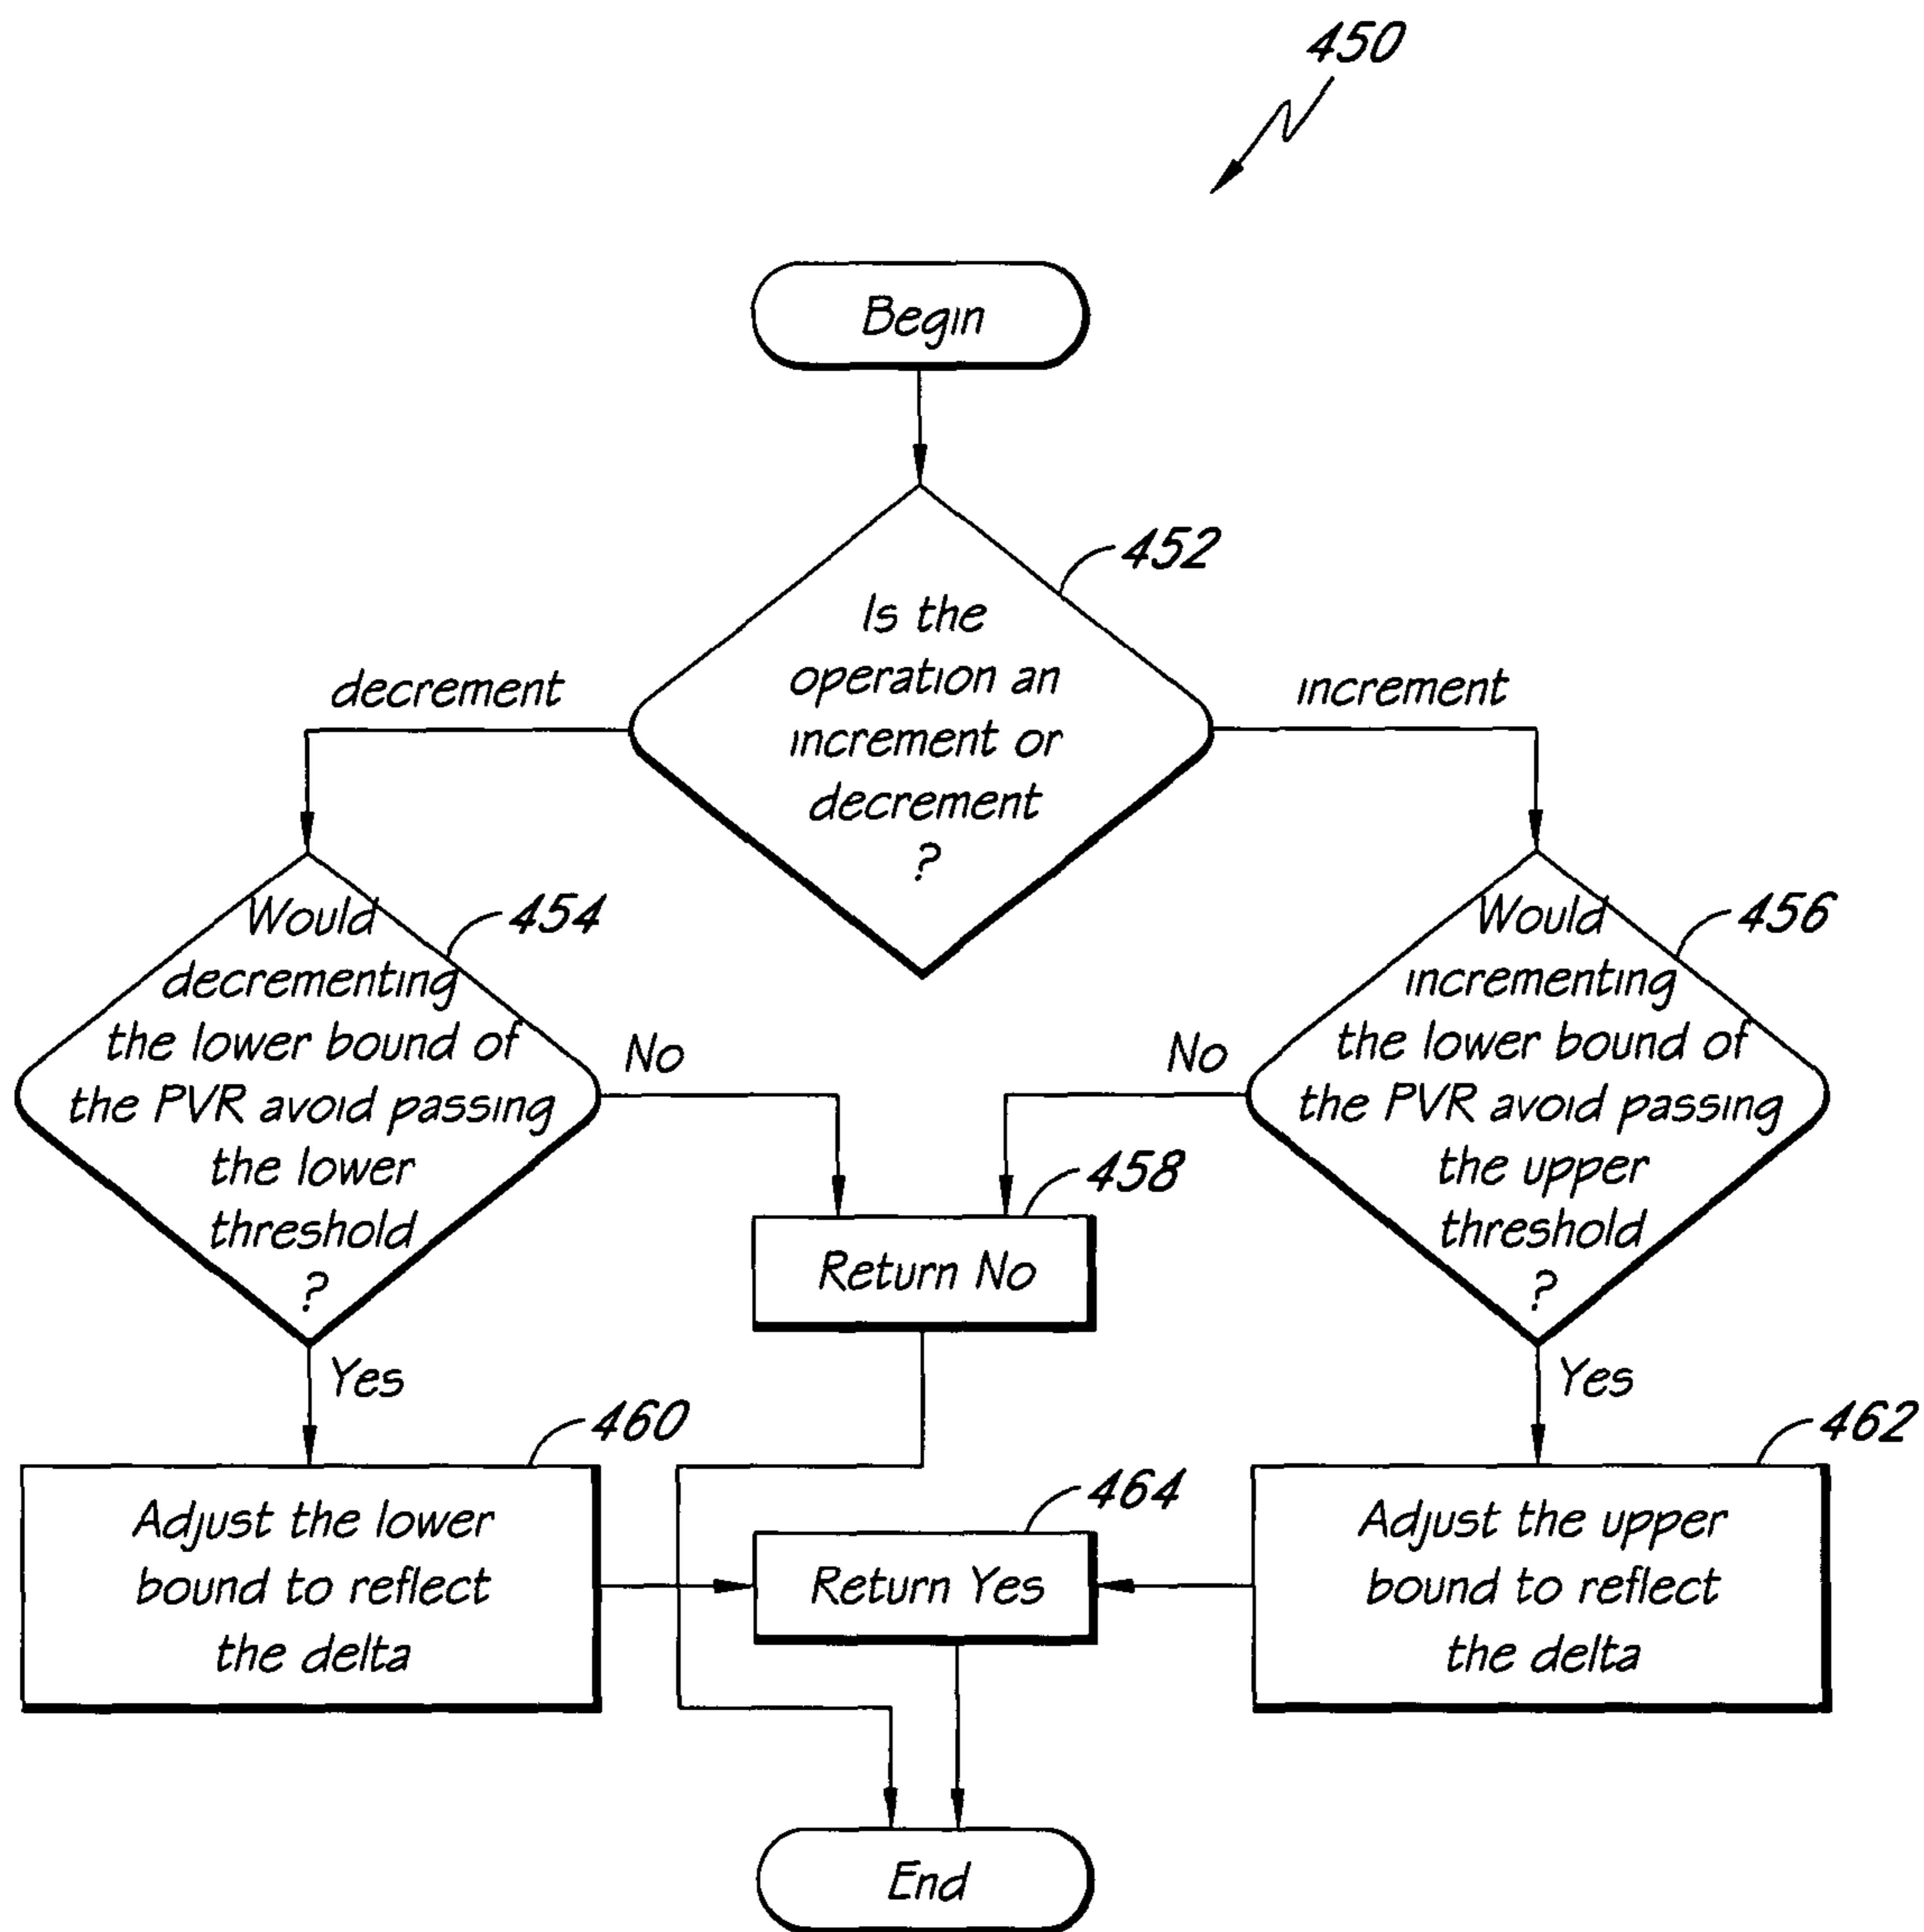 450
Begin
452
Is the
operation an
increment or
decrement
?
decrement
increment
454
Would
decrementing
the lower bound of
the PVR avoid passing
the lower
threshold
?
No
Yes
456
Would
incrementing
the lower bound of
the PVR avoid passing
the upper
threshold
?
No
Yes
458
Return No
460
Adjust the lower
bound to reflect
the delta
464
Return Yes
462
Adjust the upper
bound to reflect
the delta
End